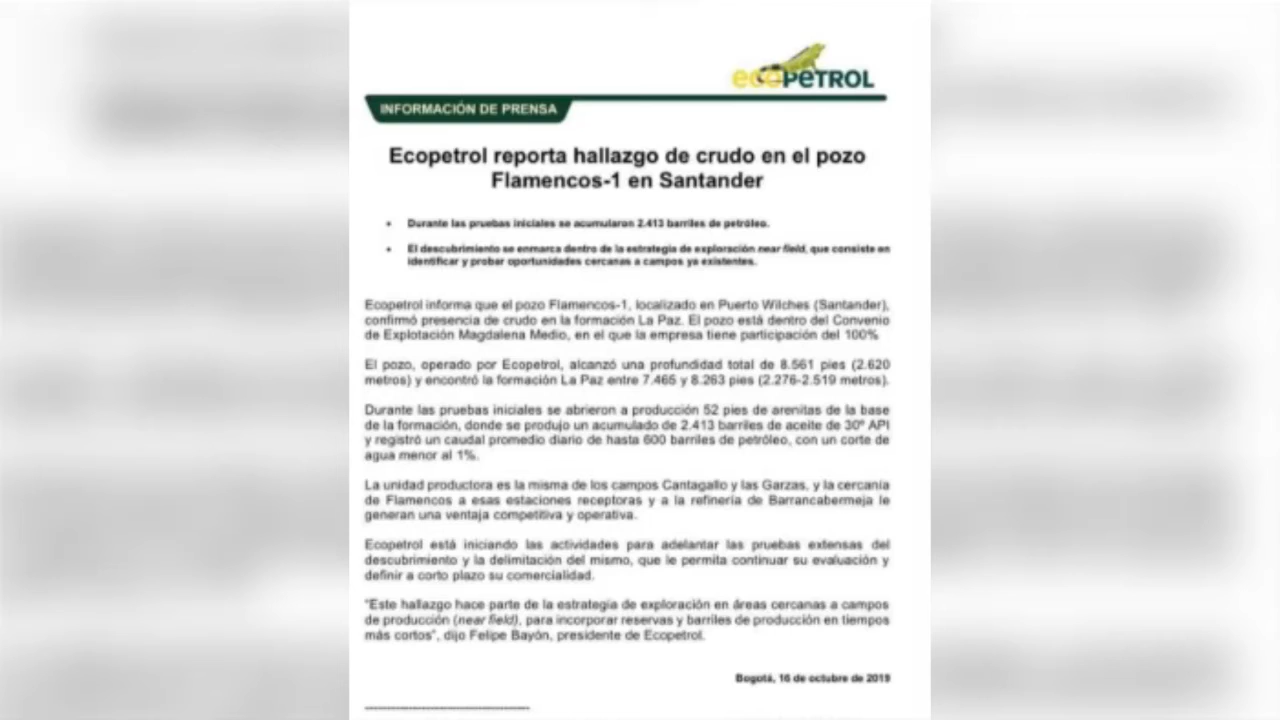 ecoPETROL
INFORMACIÓN DE PRENSA
Ecopetrol reporta hallazgo de crudo en el pozo
Flamencos-1 en Santander
• Durante las pruebas iniciales se acumularon 2.413 barriles de petróleo.
• El descubrimiento se enmarca dentro de la estrategia de exploración near field, que consiste en
identificar y probar oportunidades cercanas a campos ya existentes.
Ecopetrol informa que el pozo Flamencos-1, localizado en Puerto Wilches (Santander),
confirmó presencia de crudo en la formación La Paz. El pozo está dentro del Convenio
de Explotación Magdalena Medio, en el que la empresa tiene participación del 100%
El pozo, operado por Ecopetrol, alcanzó una profundidad total de 8.561 pies (2.620
metros) y encontró la formación La Paz entre 7.465 y 8.263 pies (2.276-2.519 metros).
Durante las pruebas iniciales se abrieron a producción 52 pies de arenitas de la base
de la formación, donde se produjo un acumulado de 2.413 barriles de aceite de 30º API
y registró un caudal promedio diario de hasta 600 barriles de petróleo, con un corte de
agua menor al 1%.
La unidad productora es la misma de los campos Cantagallo y las Garzas, y la cercanía
de Flamencos a esas estaciones receptoras y a la refinería de Barrancabermeja le
generan una ventaja competitiva y operativa.
Ecopetrol está iniciando las actividades para adelantar las pruebas extensas del
descubrimiento y la delimitación del mismo, que le permita continuar su evaluación y
definir a corto plazo su comercialidad.
"Este hallazgo hace parte de la estrategia de exploración en áreas cercanas a campos
de producción (near field), para incorporar reservas y barriles de producción en tiempos
más cortos", dijo Felipe Bayón, presidente de Ecopetrol.
Bogotá, 16 de octubre de 2019